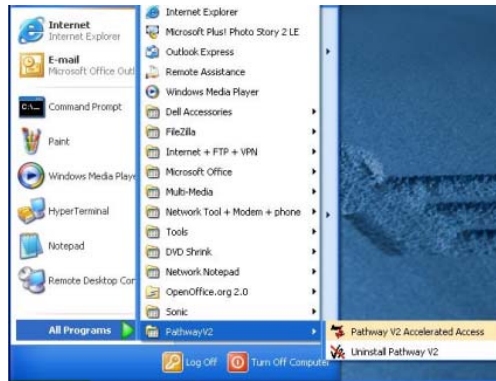 Internet
Internet Explorer
E-mail
Microsoft Office Outl
Command Prompt
Paint
Windows Media Playe
HyperTerminal
Notepad
Remote Desktop Cor
All Programs
Internet Explorer
Microsoft Plus! Photo Story 2 LE
Outlook Express
Remote Assistance
Windows Media Player
Dell Accessories
FileZilla
Internet + FTP + VPN
Microsoft Office
Multi-Media
Network Tool + Modem + phone
Tools
DVD Shrink
Network Notepad
OpenOffice.org 2.0
Sonic
PathwayV2
Pathway V2 Accelerated Access
Uninstall Pathway V2
Log Off
Turn Off Computer